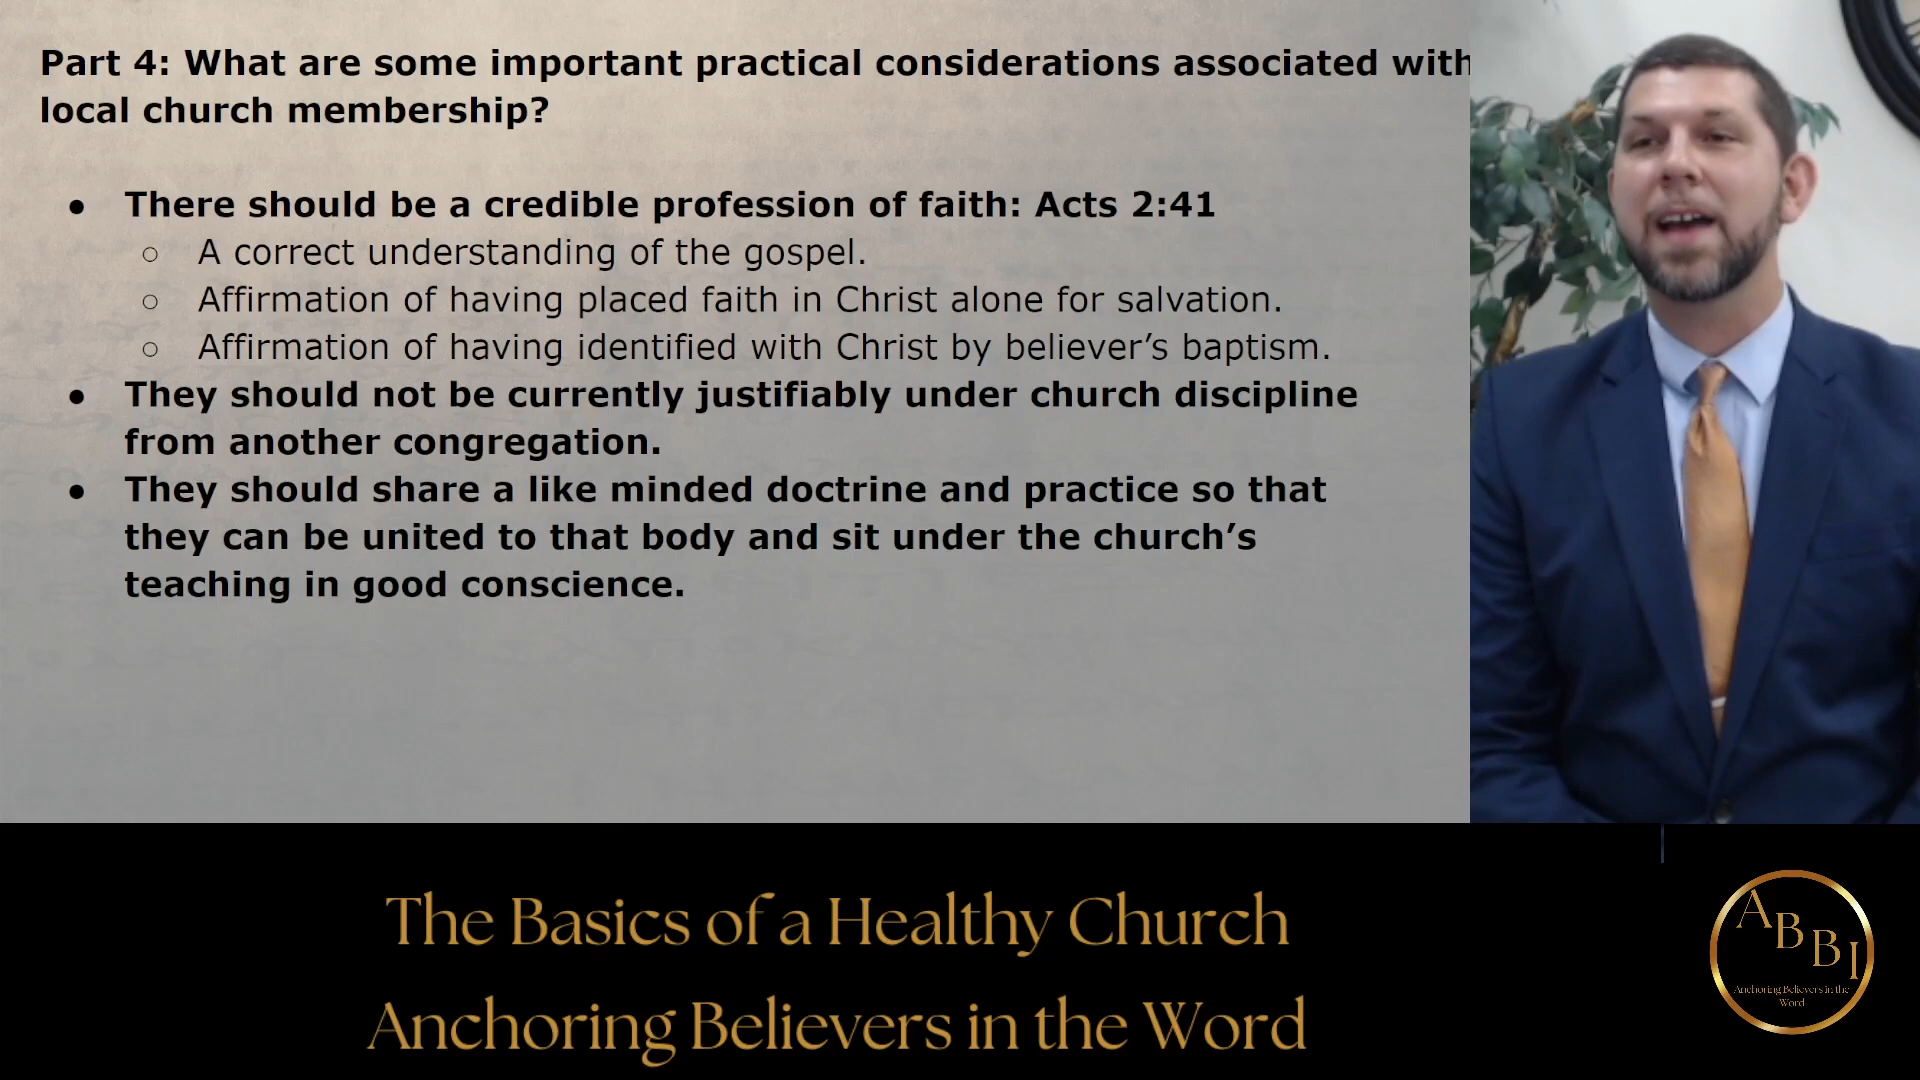 Part 4: What are some important practical considerations associated with
local church membership?
● There should be a credible profession of faith: Acts 2:41
○ A correct understanding of the gospel.
○ Affirmation of having placed faith in Christ alone for salvation.
○ Affirmation of having identified with Christ by believer’s baptism.
● They should not be currently justifiably under church discipline
from another congregation.
● They should share a like minded doctrine and practice so that
they can be united to that body and sit under the church’s
teaching in good conscience.
The Basics of a Healthy Church
Anchoring Believers in the Word
ABBI
Anchoring Believers in the
Word